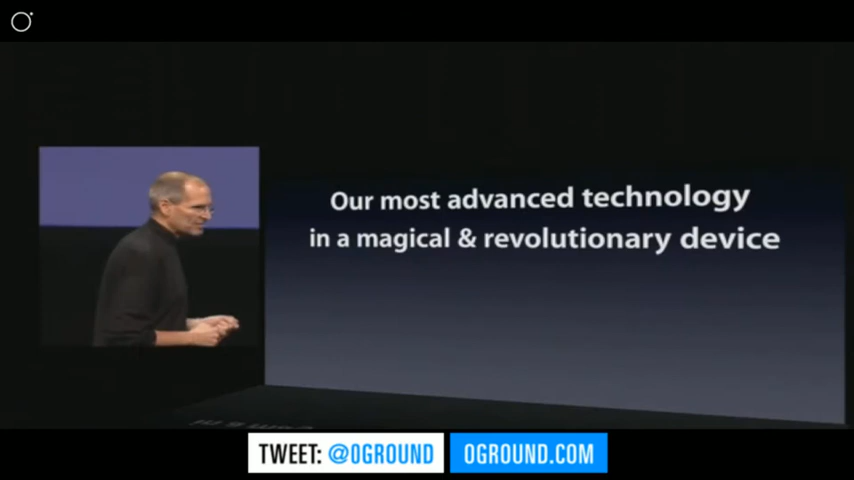 Our most advanced technology
in a magical & revolutionary device
TWEET: @OGROUND
OGROUND.COM